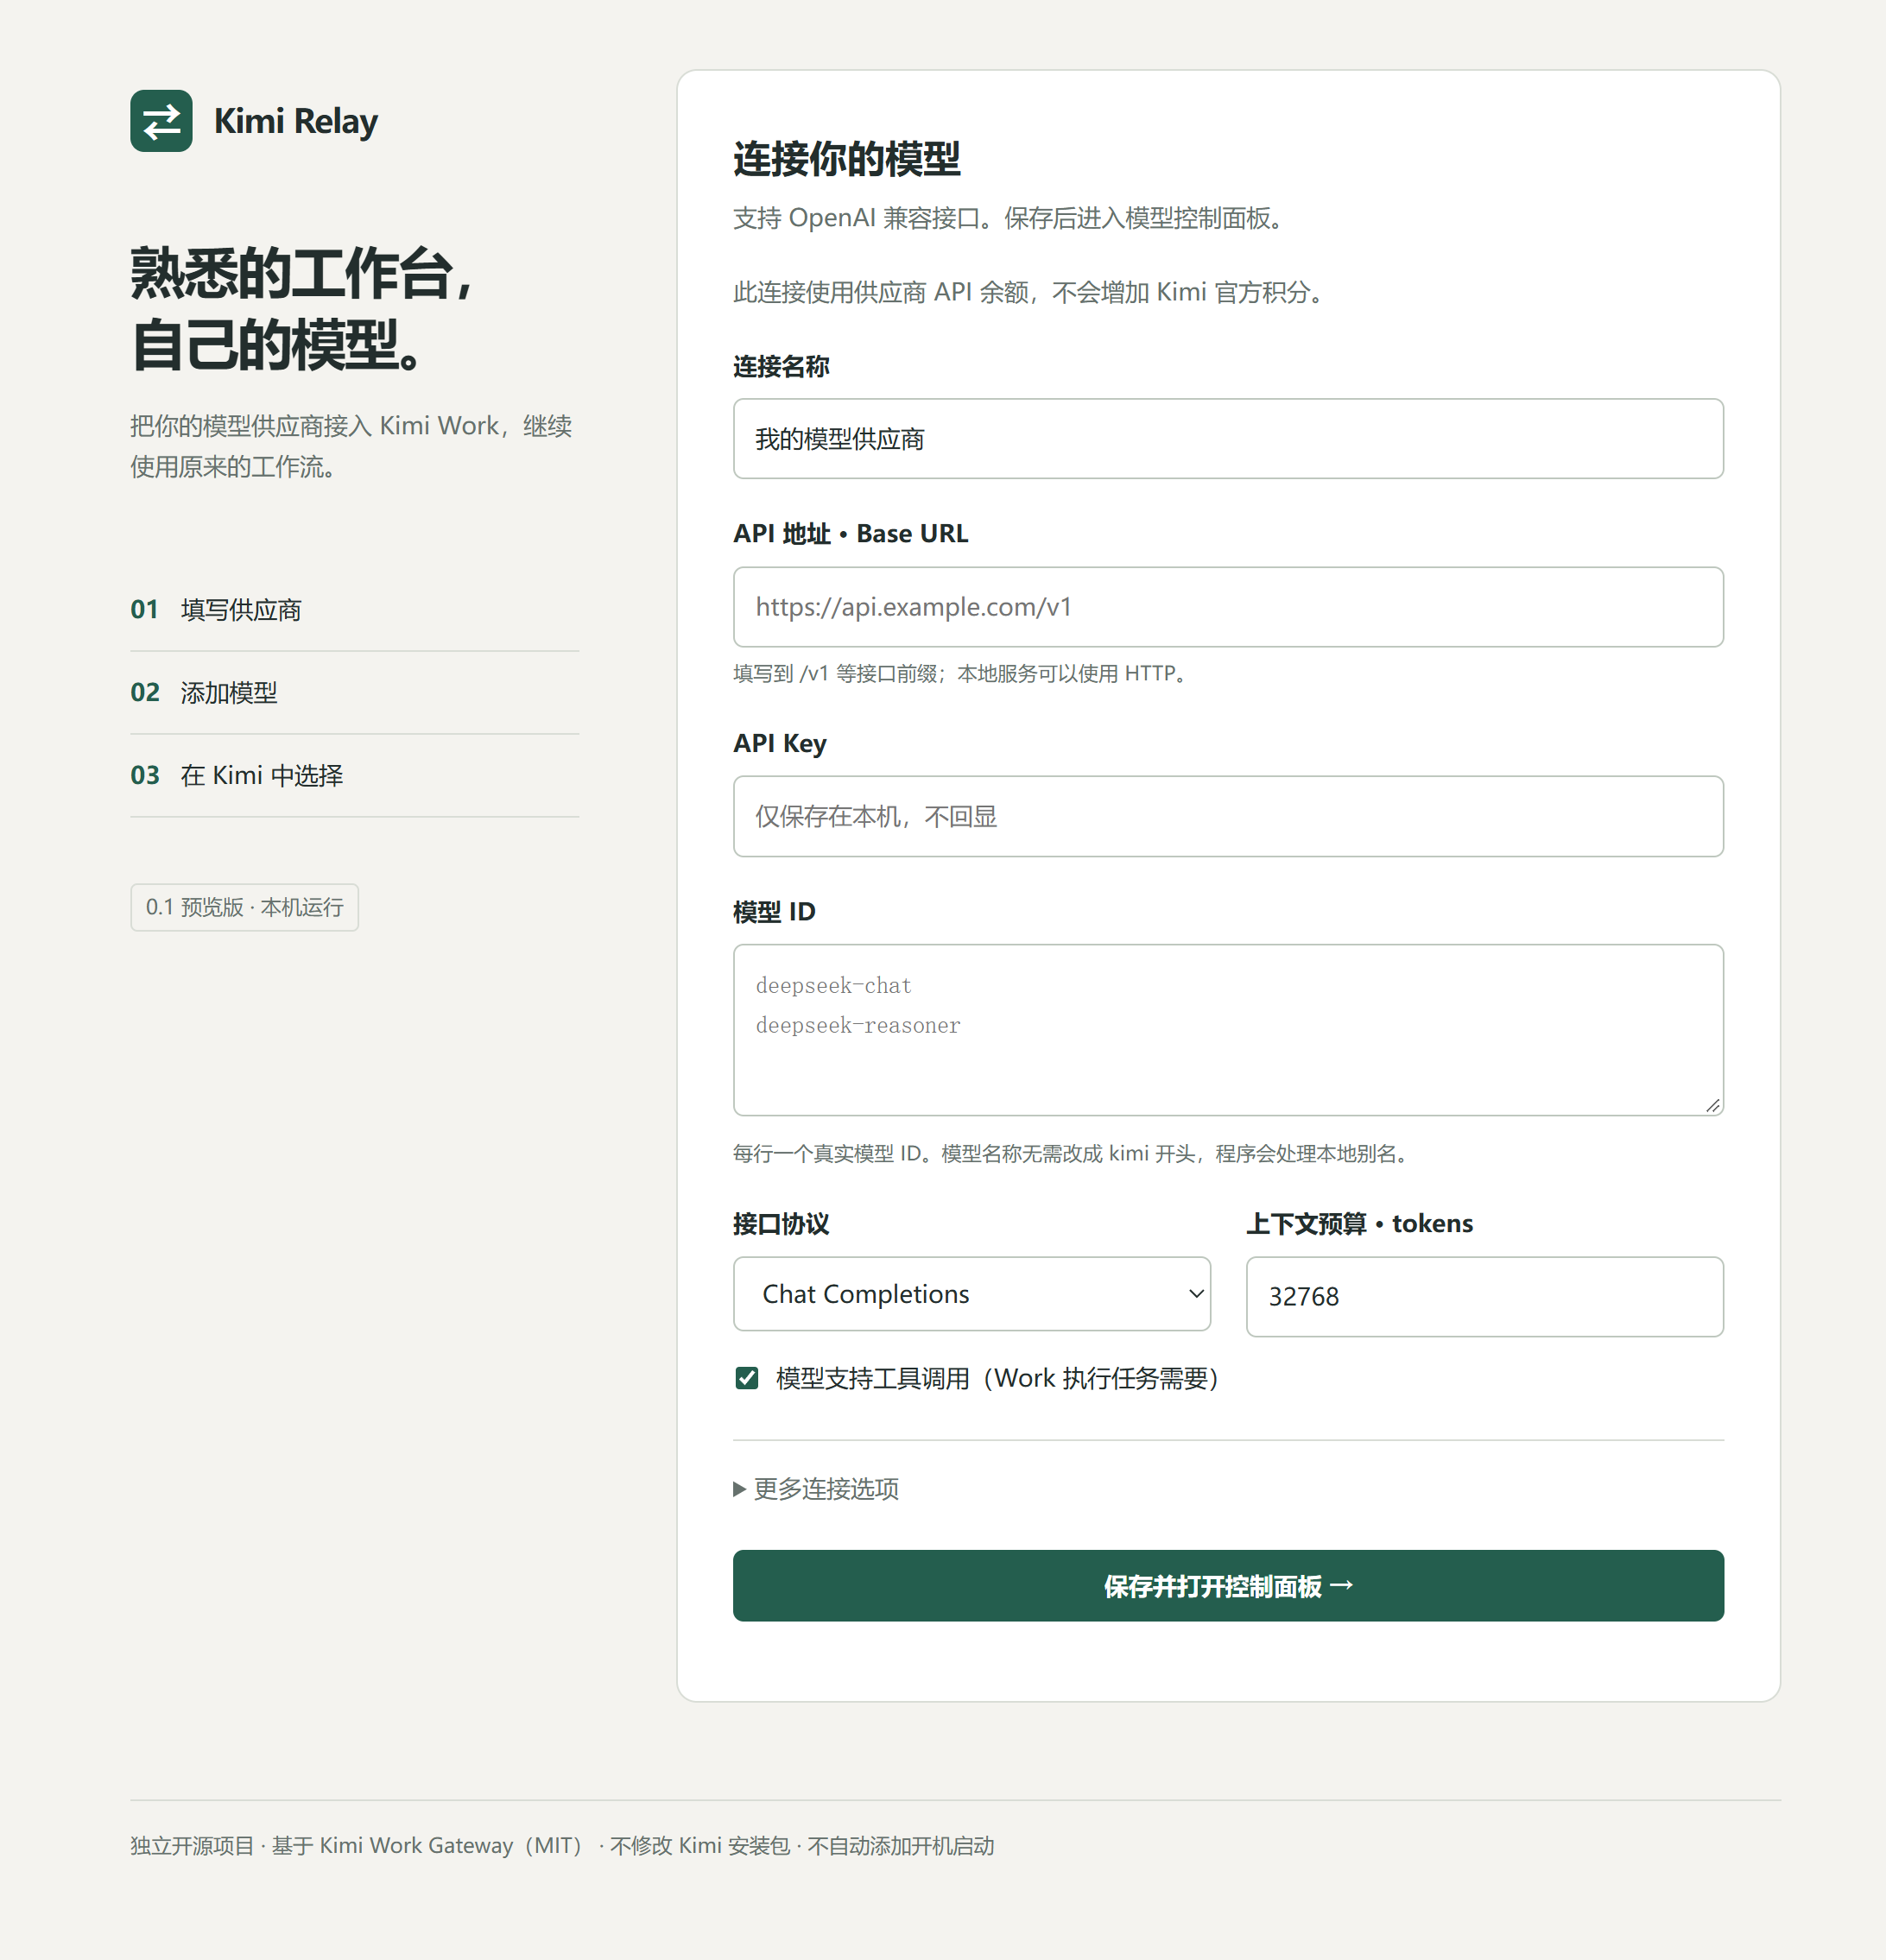 Kimi Relay
熟悉的工作台，
自己的模型。
把你的模型供应商接入 Kimi Work，继续
使用原来的工作流。
01 填写供应商
02 添加模型
03 在 Kimi 中选择
0.1 预览版 · 本机运行
连接你的模型
支持 OpenAI 兼容接口。保存后进入模型控制面板。
此连接使用供应商 API 余额，不会增加 Kimi 官方积分。
连接名称
我的模型供应商
API 地址 • Base URL
https://api.example.com/v1
填写到 /v1 等接口前缀；本地服务可以使用 HTTP。
API Key
仅保存在本机，不回显
模型 ID
deepseek-chat
deepseek-reasoner
每行一个真实模型 ID。模型名称无需改成 kimi 开头，程序会处理本地别名。
接口协议
Chat Completions
上下文预算 • tokens
32768
模型支持工具调用（Work 执行任务需要）
更多连接选项
保存并打开控制面板 →
独立开源项目 · 基于 Kimi Work Gateway（MIT） · 不修改 Kimi 安装包 · 不自动添加开机启动